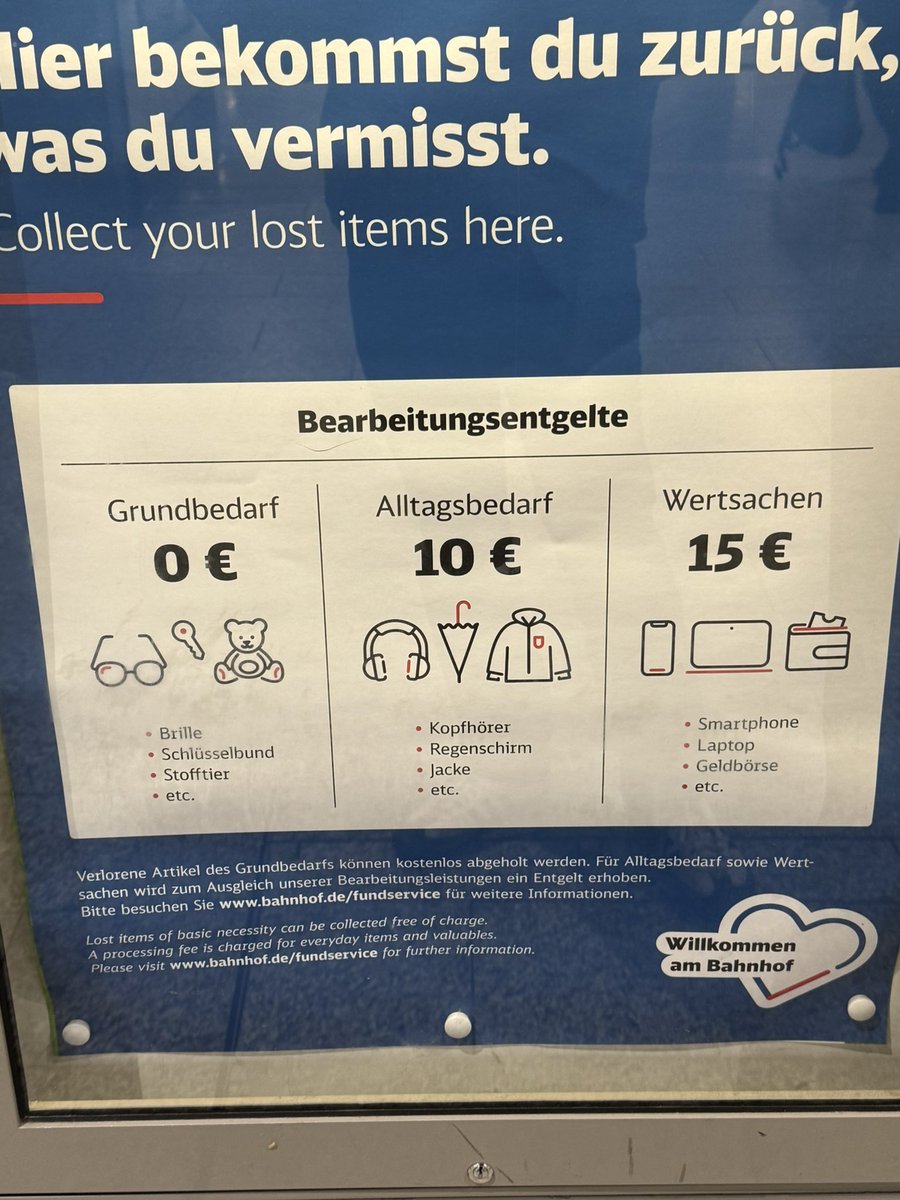 Hier bekommst du zurück,
was du vermisst.
Collect your lost items here.
Bearbeitungsentgelte
Grundbedarf
0 €
• Brille
• Schlüsselbund
• Stofftier
• etc.
Alltagsbedarf
10 €
• Kopfhörer
• Regenschirm
• Jacke
• etc.
Wertsachen
15 €
• Smartphone
• Laptop
• Geldbörse
• etc.
Verlorene Artikel des Grundbedarfs können kostenlos abgeholt werden. Für Alltagsbedarf sowie Wert-
sachen wird zum Ausgleich unserer Bearbeitungsleistungen ein Entgelt erhoben.
Bitte besuchen Sie www.bahnhof.de/fundservice für weitere Informationen.
Lost items of basic necessity can be collected free of charge.
A processing fee is charged for everyday items and valuables.
Please visit www.bahnhof.de/fundservice for further information.
Willkommen
am Bahnhof